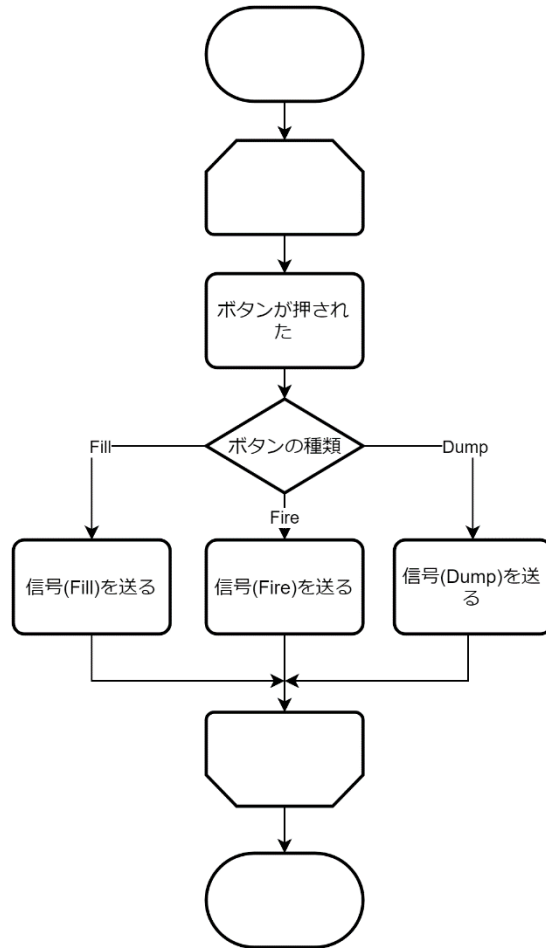 ボタンが押され
た
ボタンの種類
Fill
Dump
Fire
信号(Fill)を送る
信号(Fire)を送る
信号(Dump)を送
る